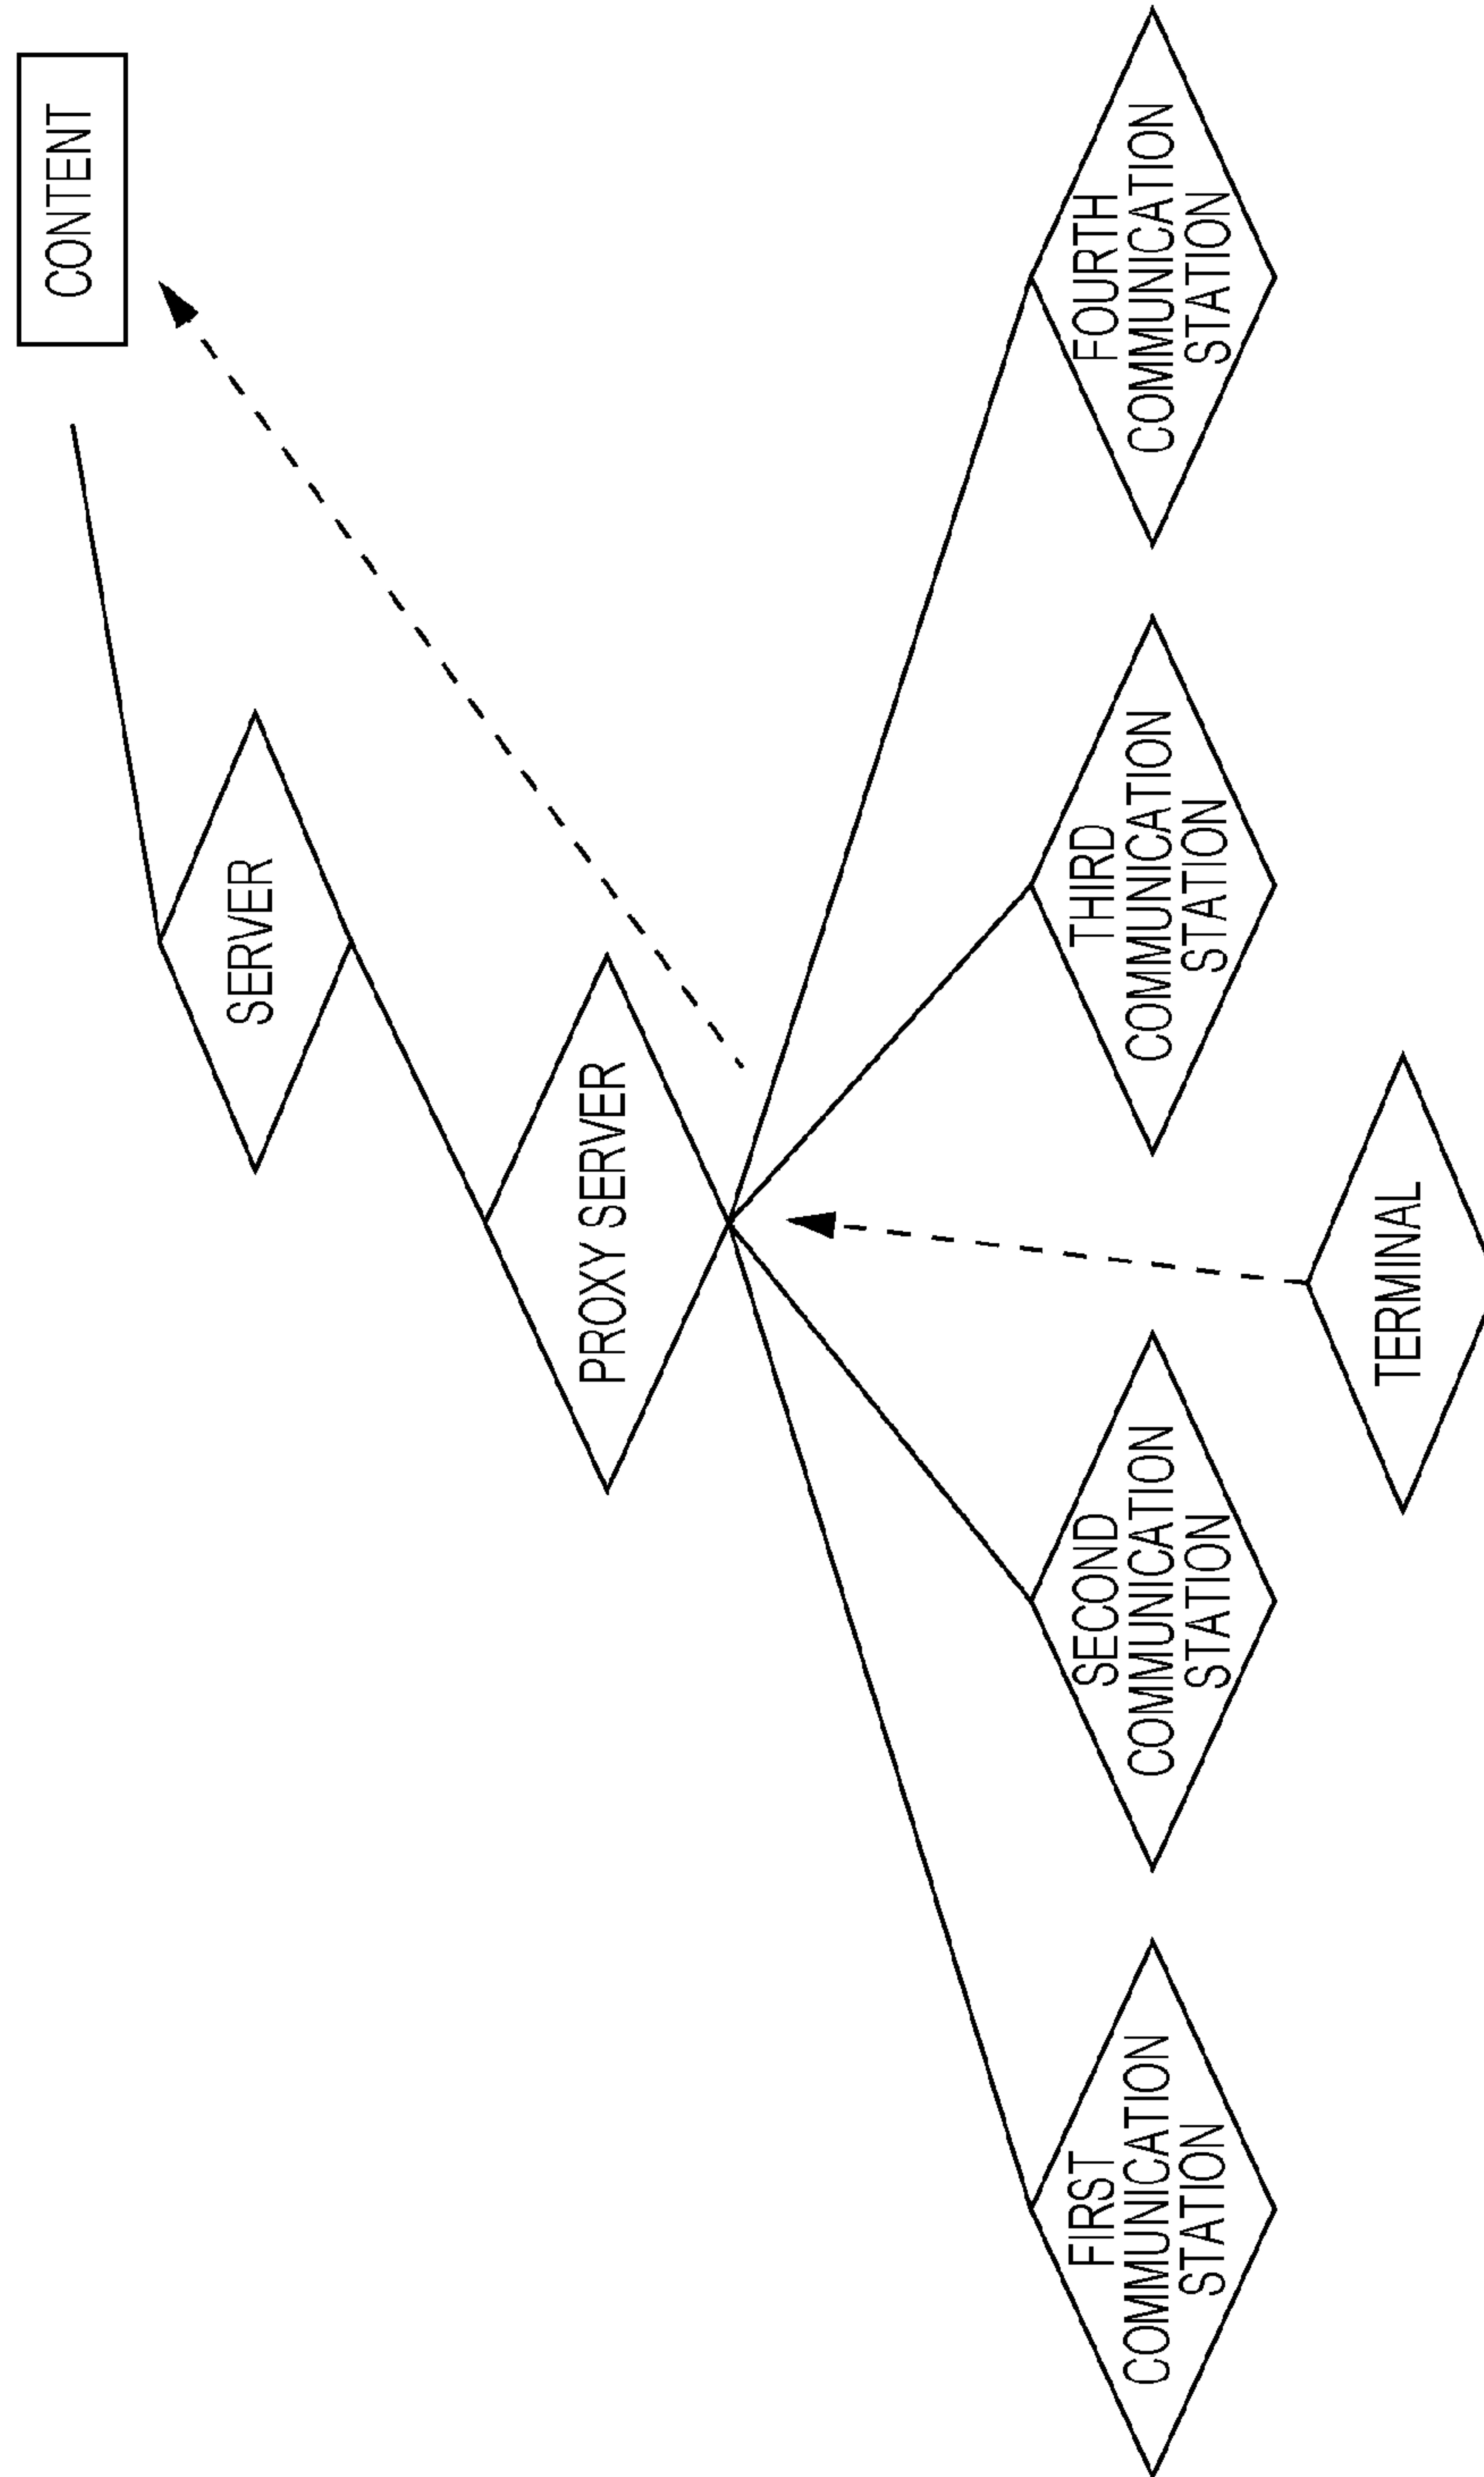 CONTENT
SERVER
PROXY SERVER
FIRST
COMMUNICATION
STATION
SECOND
COMMUNICATION
STATION
THIRD
COMMUNICATION
STATION
FOURTH
COMMUNICATION
STATION
TERMINAL